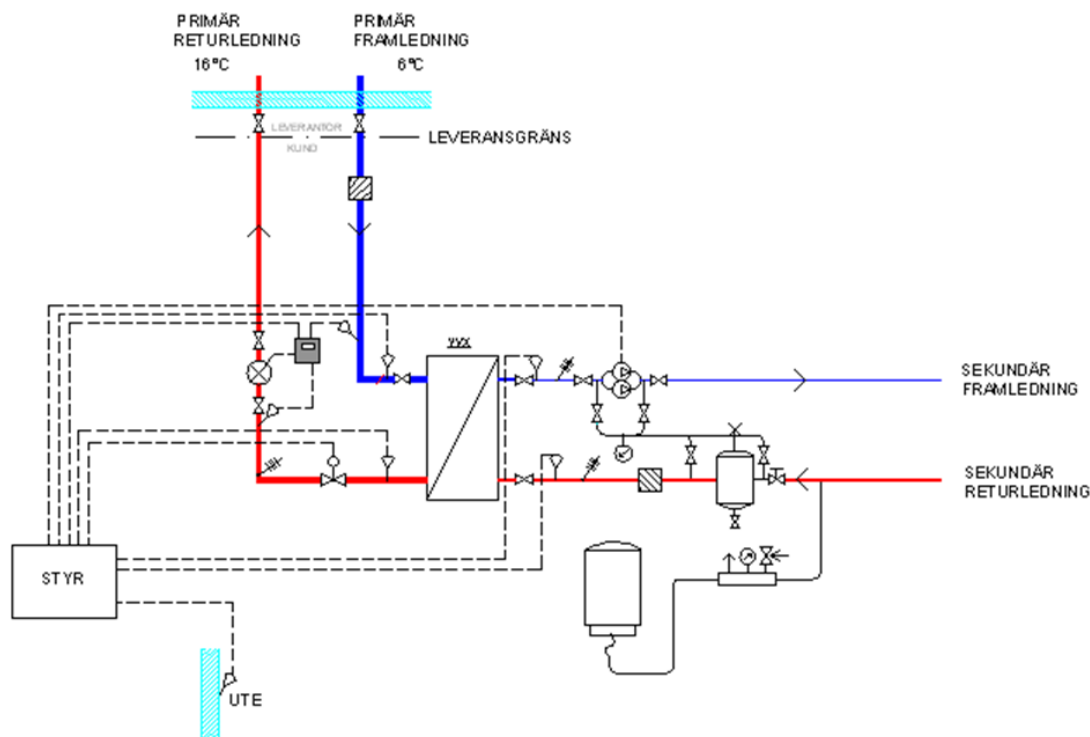 PRIMÄR
RETURLEDNING
16°C
PRIMÄR
FRAMLEDNING
6°C
LEVERANTÖR
KUND
LEVERANSGRÄNS
VVX
SEKUNDÄR
FRAMLEDNING
SEKUNDÄR
RETURLEDNING
STYR
UTE